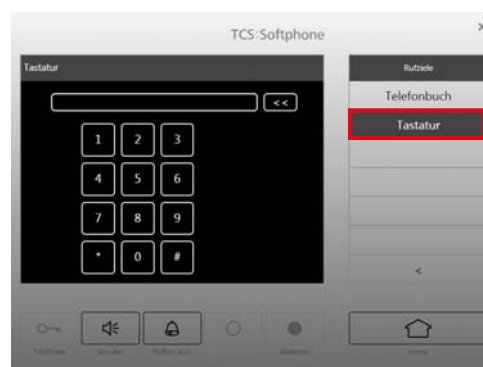 TCS:Softphone
×
Tastatur
<<
1 2 3
4 5 6
7 8 9
* 0 #
Rufziele
Telefonbuch
Tastatur
<